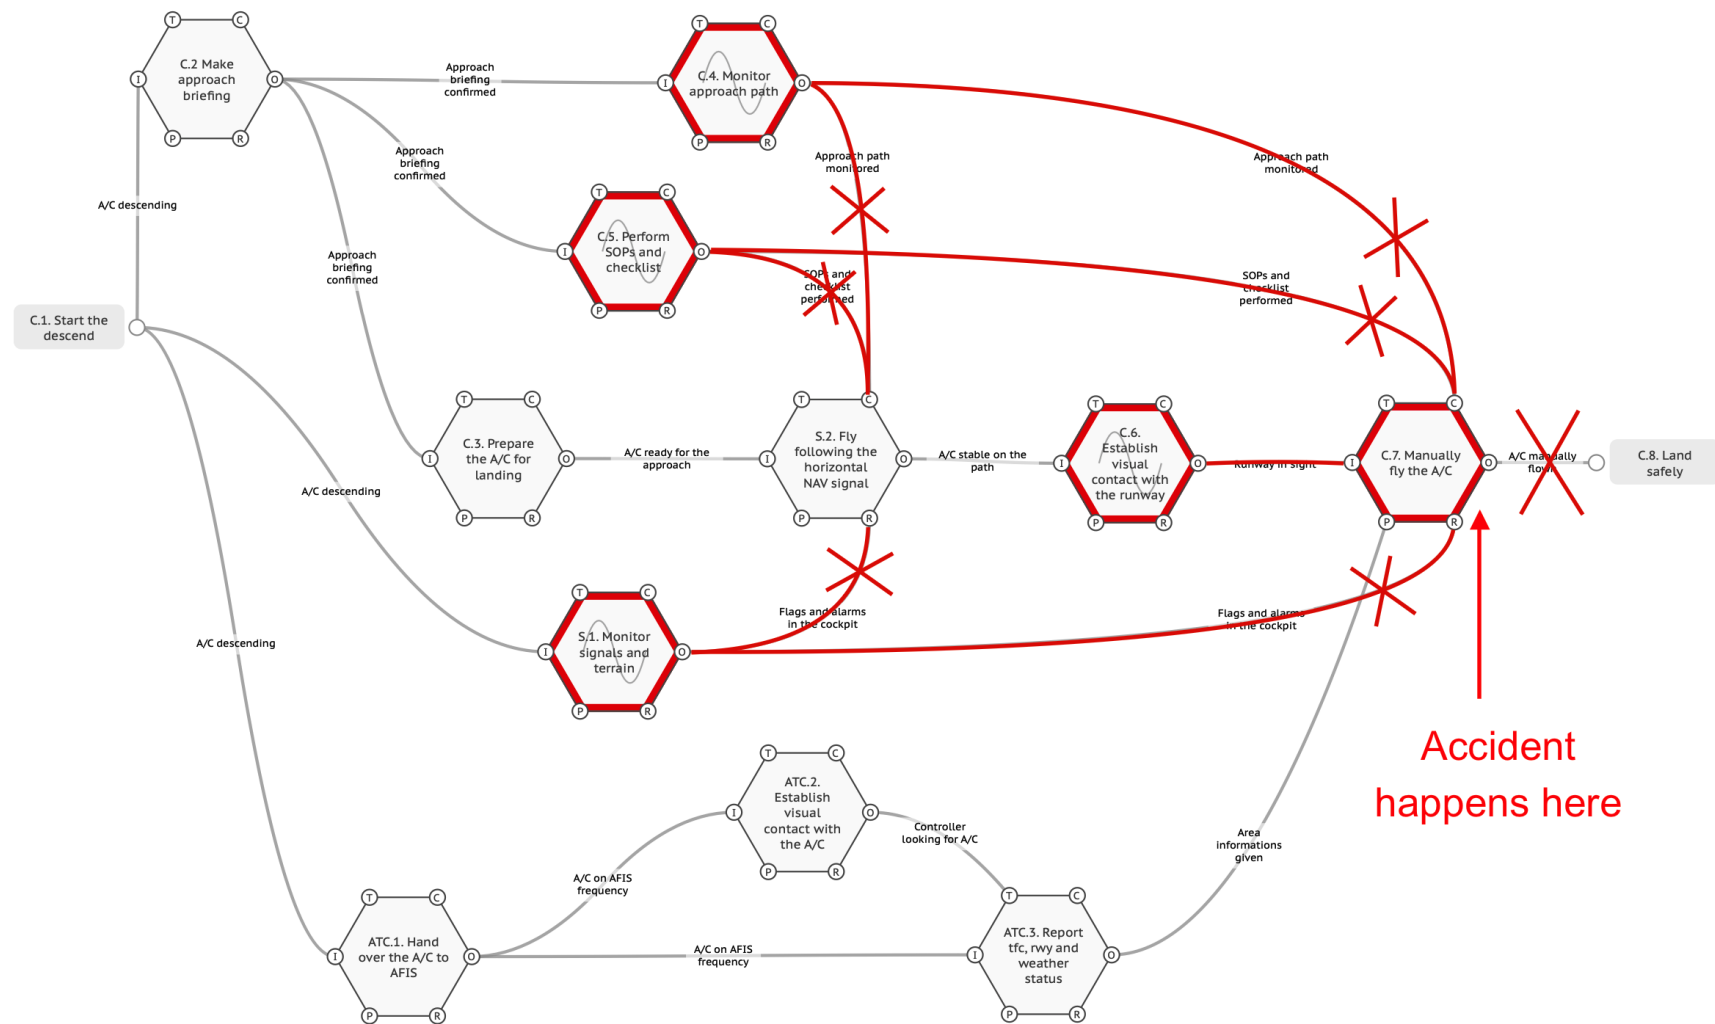 T
C
C.2 Make
approach
briefing
I
O
P
R
Approach
briefing
confirmed
T
C
C.4. Monitor
approach path
I
O
P
R
Approach
briefing
confirmed
Approach path
monitored
Approach path
monitored
A/C descending
T
C
C.5. Perform
SOPs and
checklist
I
O
P
R
Approach
briefing
confirmed
SOPs and
checklist
performed
SOPs and
checklist
performed
C.1. Start the
descend
T
C
C.3. Prepare
the A/C for
landing
I
O
P
R
A/C ready for the
approach
T
C
S.2. Fly
following the
horizontal
NAV signal
I
O
P
R
A/C stable on the
path
T
C
C.6.
Establish
visual
contact with
the runway
I
O
P
R
Runway in sight
T
C
C.7. Manually
fly the A/C
I
O
P
R
A/C manually
flown
C.8. Land
safely
A/C descending
T
C
S.1. Monitor
signals and
terrain
I
O
P
R
Flags and alarms
in the cockpit
Flags and alarms
in the cockpit
A/C descending
Accident
happens here
T
C
ATC.2.
Establish
visual
contact with
the A/C
I
O
P
R
Controller
looking for A/C
Area
informations
given
A/C on AFIS
frequency
T
C
ATC.1. Hand
over the A/C to
AFIS
I
O
P
R
A/C on AFIS
frequency
T
C
ATC.3. Report
tfc, rwy and
weather
status
I
O
P
R